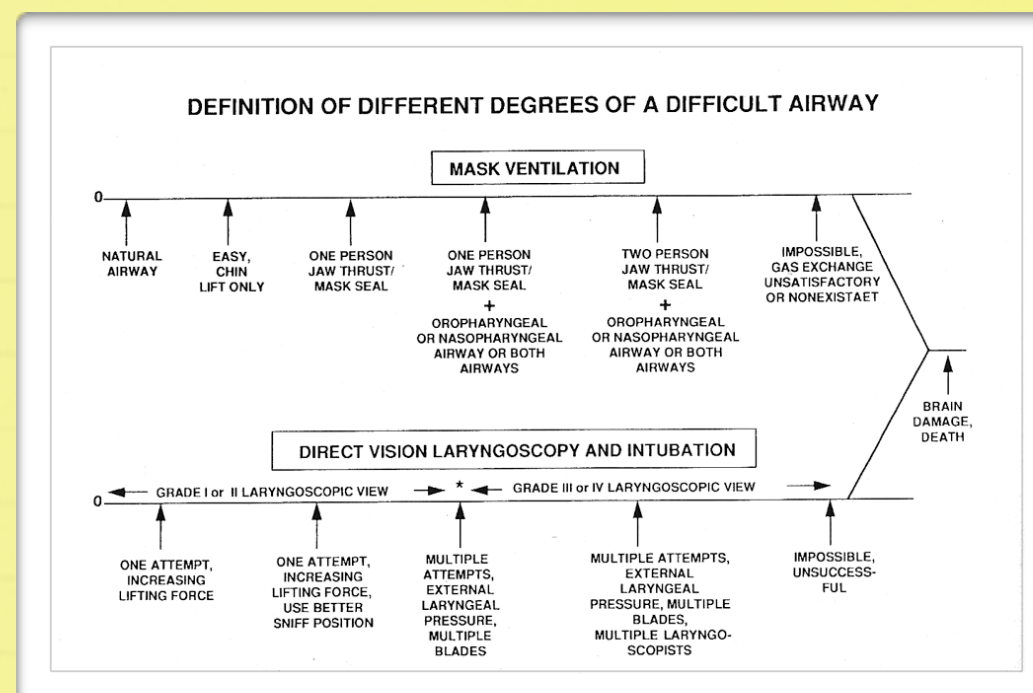 DEFINITION OF DIFFERENT DEGREES OF A DIFFICULT AIRWAY
MASK VENTILATION
0
NATURAL
AIRWAY
EASY,
CHIN
LIFT ONLY
ONE PERSON
JAW THRUST/
MASK SEAL
ONE PERSON
JAW THRUST/
MASK SEAL
+
OROPHARYNGEAL
OR NASOPHARYNGEAL
AIRWAY OR BOTH
AIRWAYS
TWO PERSON
JAW THRUST/
MASK SEAL
+
OROPHARYNGEAL
OR NASOPHARYNGEAL
AIRWAY OR BOTH
AIRWAYS
IMPOSSIBLE,
GAS EXCHANGE
UNSATISFACTORY
OR NONEXISTAET
BRAIN
DAMAGE,
DEATH
DIRECT VISION LARYNGOSCOPY AND INTUBATION
0
GRADE I or II LARYNGOSCOPIC VIEW
*
GRADE III or IV LARYNGOSCOPIC VIEW
ONE ATTEMPT,
INCREASING
LIFTING FORCE
ONE ATTEMPT,
INCREASING
LIFTING FORCE,
USE BETTER
SNIFF POSITION
MULTIPLE
ATTEMPTS,
EXTERNAL
LARYNGEAL
PRESSURE,
MULTIPLE
BLADES
MULTIPLE ATTEMPTS,
EXTERNAL
LARYNGEAL
PRESSURE, MULTIPLE
BLADES,
MULTIPLE LARYNGO-
SCOPISTS
IMPOSSIBLE,
UNSUCCESS-
FUL